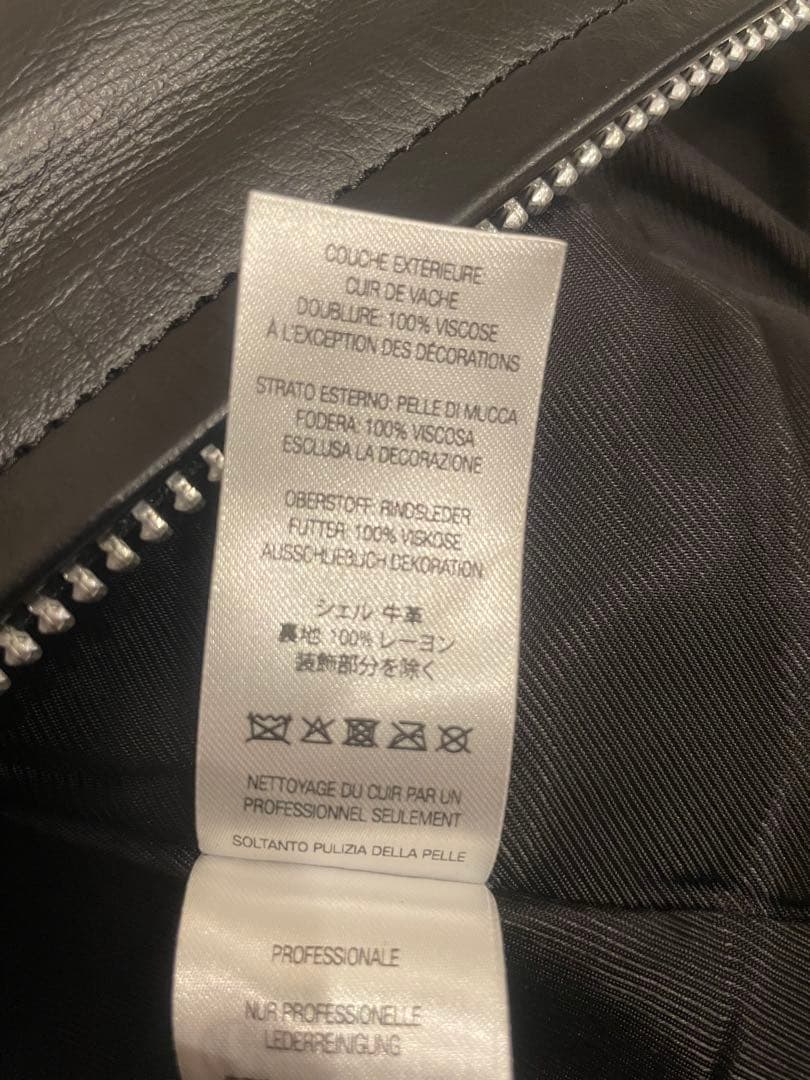 COUCHE EXTÉRIEURE
CUIR DE VACHE
DOUBLURE: 100% VISCOSE
À L'EXCEPTION DES DÉCORATIONS
STRATO ESTERNO: PELLE DI MUCCA
FODERA: 100% VISCOSA
ESCLUSA LA DECORAZIONE
OBERSTOFF: RINDSLEDER
FUTTER: 100% VISKOSE
AUSSCHLIEßLICH DEKORATION
シェル: 牛革
裏地: 100% レーヨン
装飾部分を除く
NETTOYAGE DU CUIR PAR UN
PROFESSIONNEL SEULEMENT
SOLTANTO PULIZIA DELLA PELLE
PROFESSIONALE
NUR PROFESSIONELLE
LEDERREINIGUNG